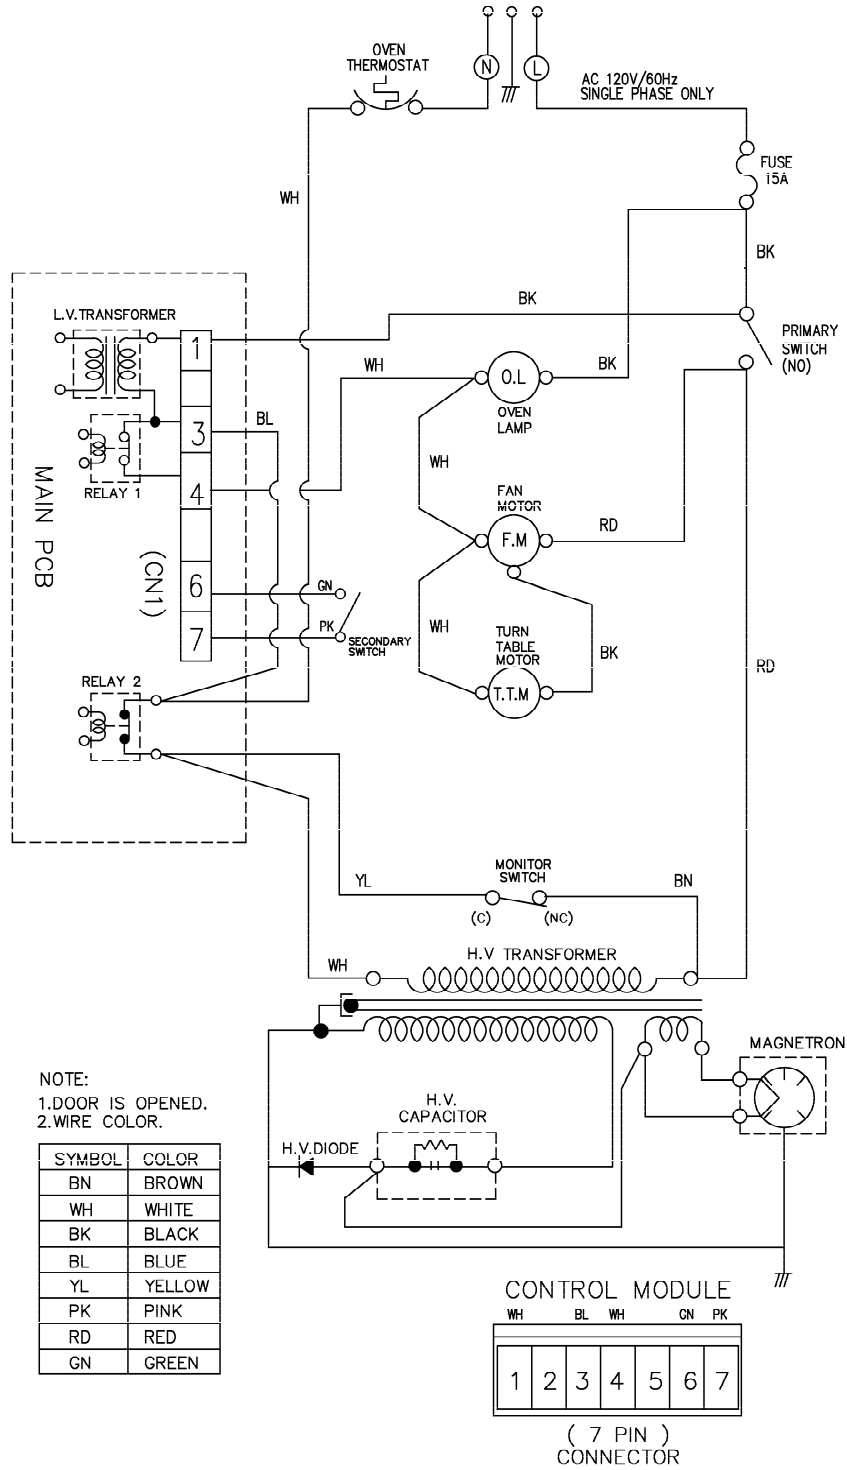 OVEN
THERMOSTAT
N
L
AC 120V/60Hz
SINGLE PHASE ONLY
FUSE
15A
WH
BK
BK
L.V.TRANSFORMER
1
PRIMARY
SWITCH
(NO)
WH
O.L
BK
OVEN
LAMP
3
BL
RELAY 1
4
WH
FAN
MOTOR
F.M
RD
MAIN PCB
(CN1)
6
GN
7
PK
SECONDARY
SWITCH
WH
TURN
TABLE
MOTOR
T.T.M
BK
RD
RELAY 2
MONITOR
SWITCH
YL
BN
(C)
(NC)
H.V TRANSFORMER
WH
MAGNETRON
NOTE:
1.DOOR IS OPENED.
2.WIRE COLOR.
H.V.
CAPACITOR
H.V.DIODE
SYMBOL COLOR
BN BROWN
WH WHITE
BK BLACK
BL BLUE
YL YELLOW
PK PINK
RD RED
GN GREEN
CONTROL MODULE
WH BL WH GN PK
1 2 3 4 5 6 7
( 7 PIN )
CONNECTOR